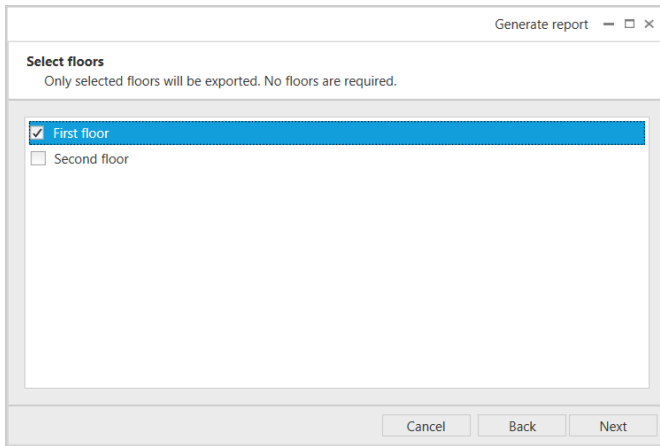 Generate report
Select floors
Only selected floors will be exported. No floors are required.
First floor
Second floor
Cancel Back Next